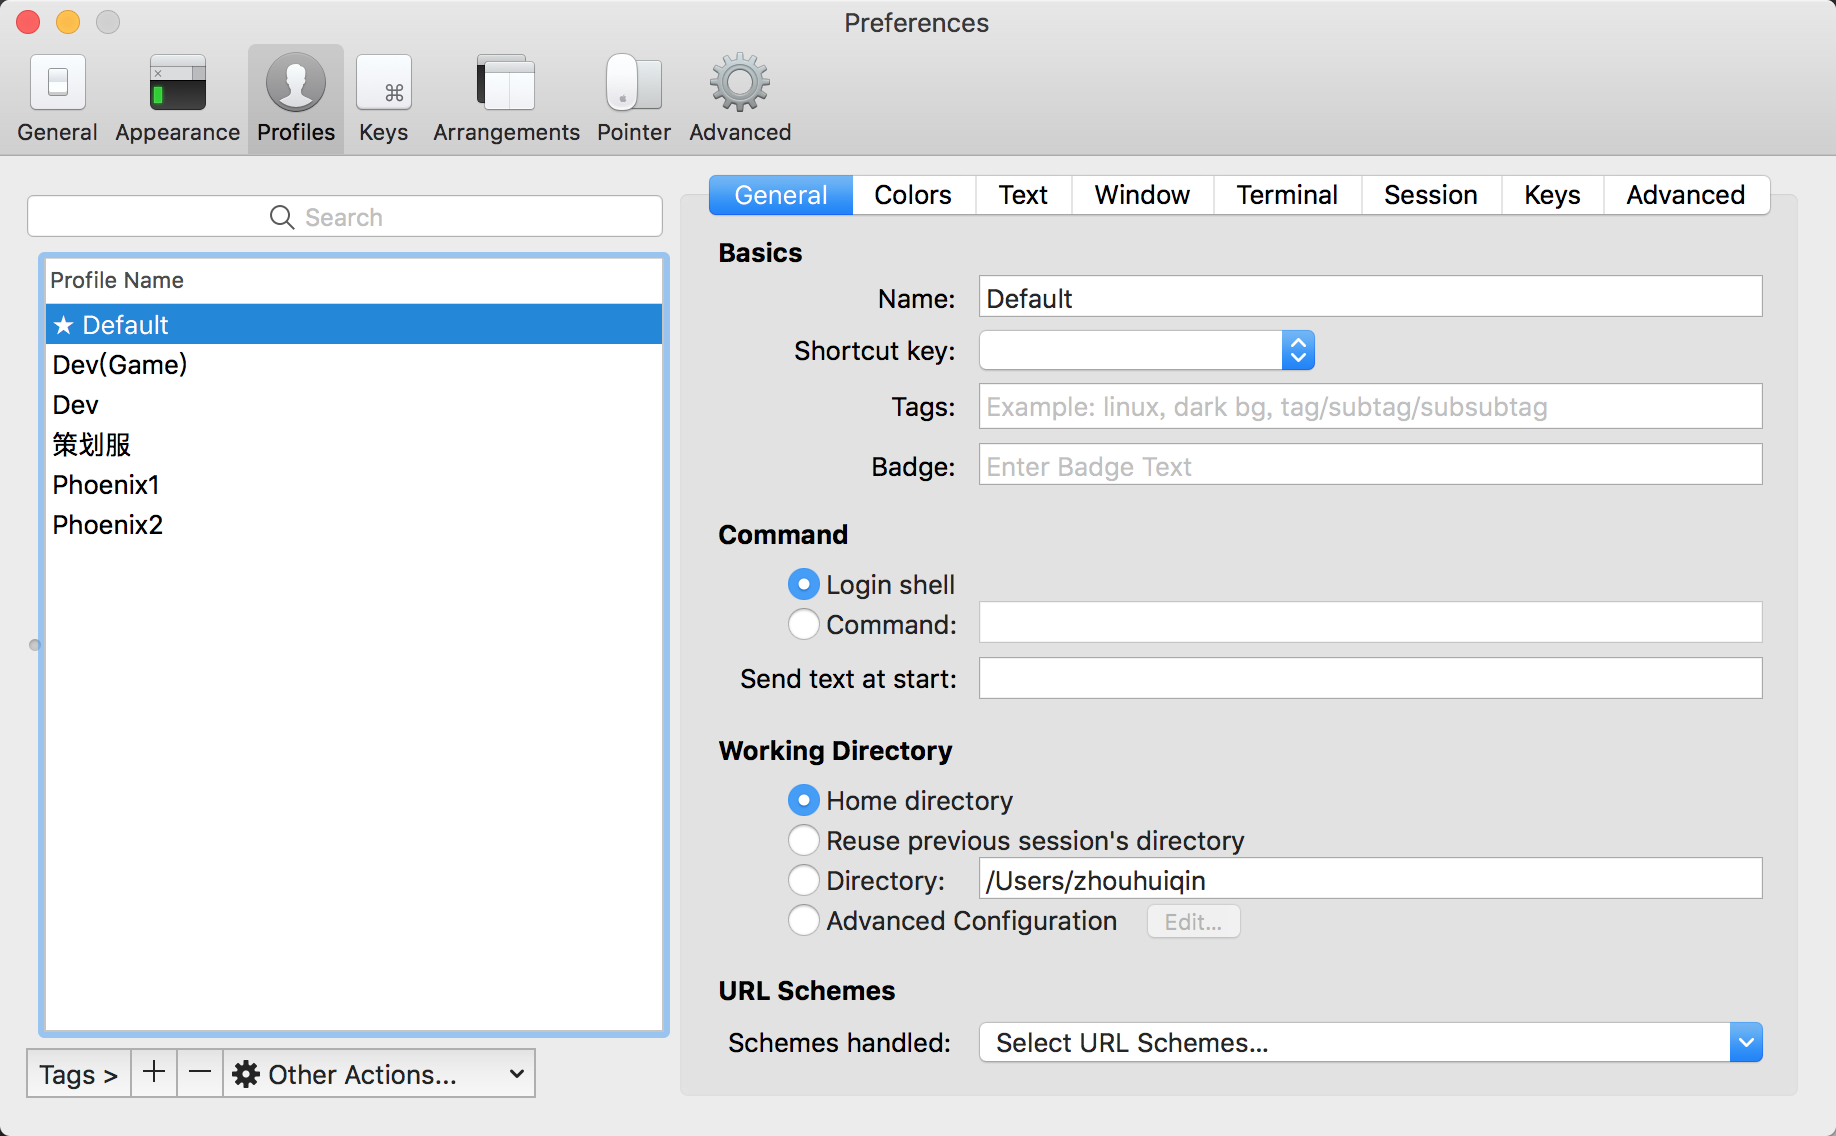 Preferences
General Appearance Profiles Keys Arrangements Pointer Advanced
Search
Profile Name
★ Default
Dev(Game)
Dev
策划服
Phoenix1
Phoenix2
Tags > + — Other Actions...
General Colors Text Window Terminal Session Keys Advanced
Basics
Name: Default
Shortcut key:
Tags: Example: linux, dark bg, tag/subtag/subsubtag
Badge: Enter Badge Text
Command
Login shell
Command:
Send text at start:
Working Directory
Home directory
Reuse previous session's directory
Directory: /Users/zhouhuiqin
Advanced Configuration Edit...
URL Schemes
Schemes handled: Select URL Schemes...